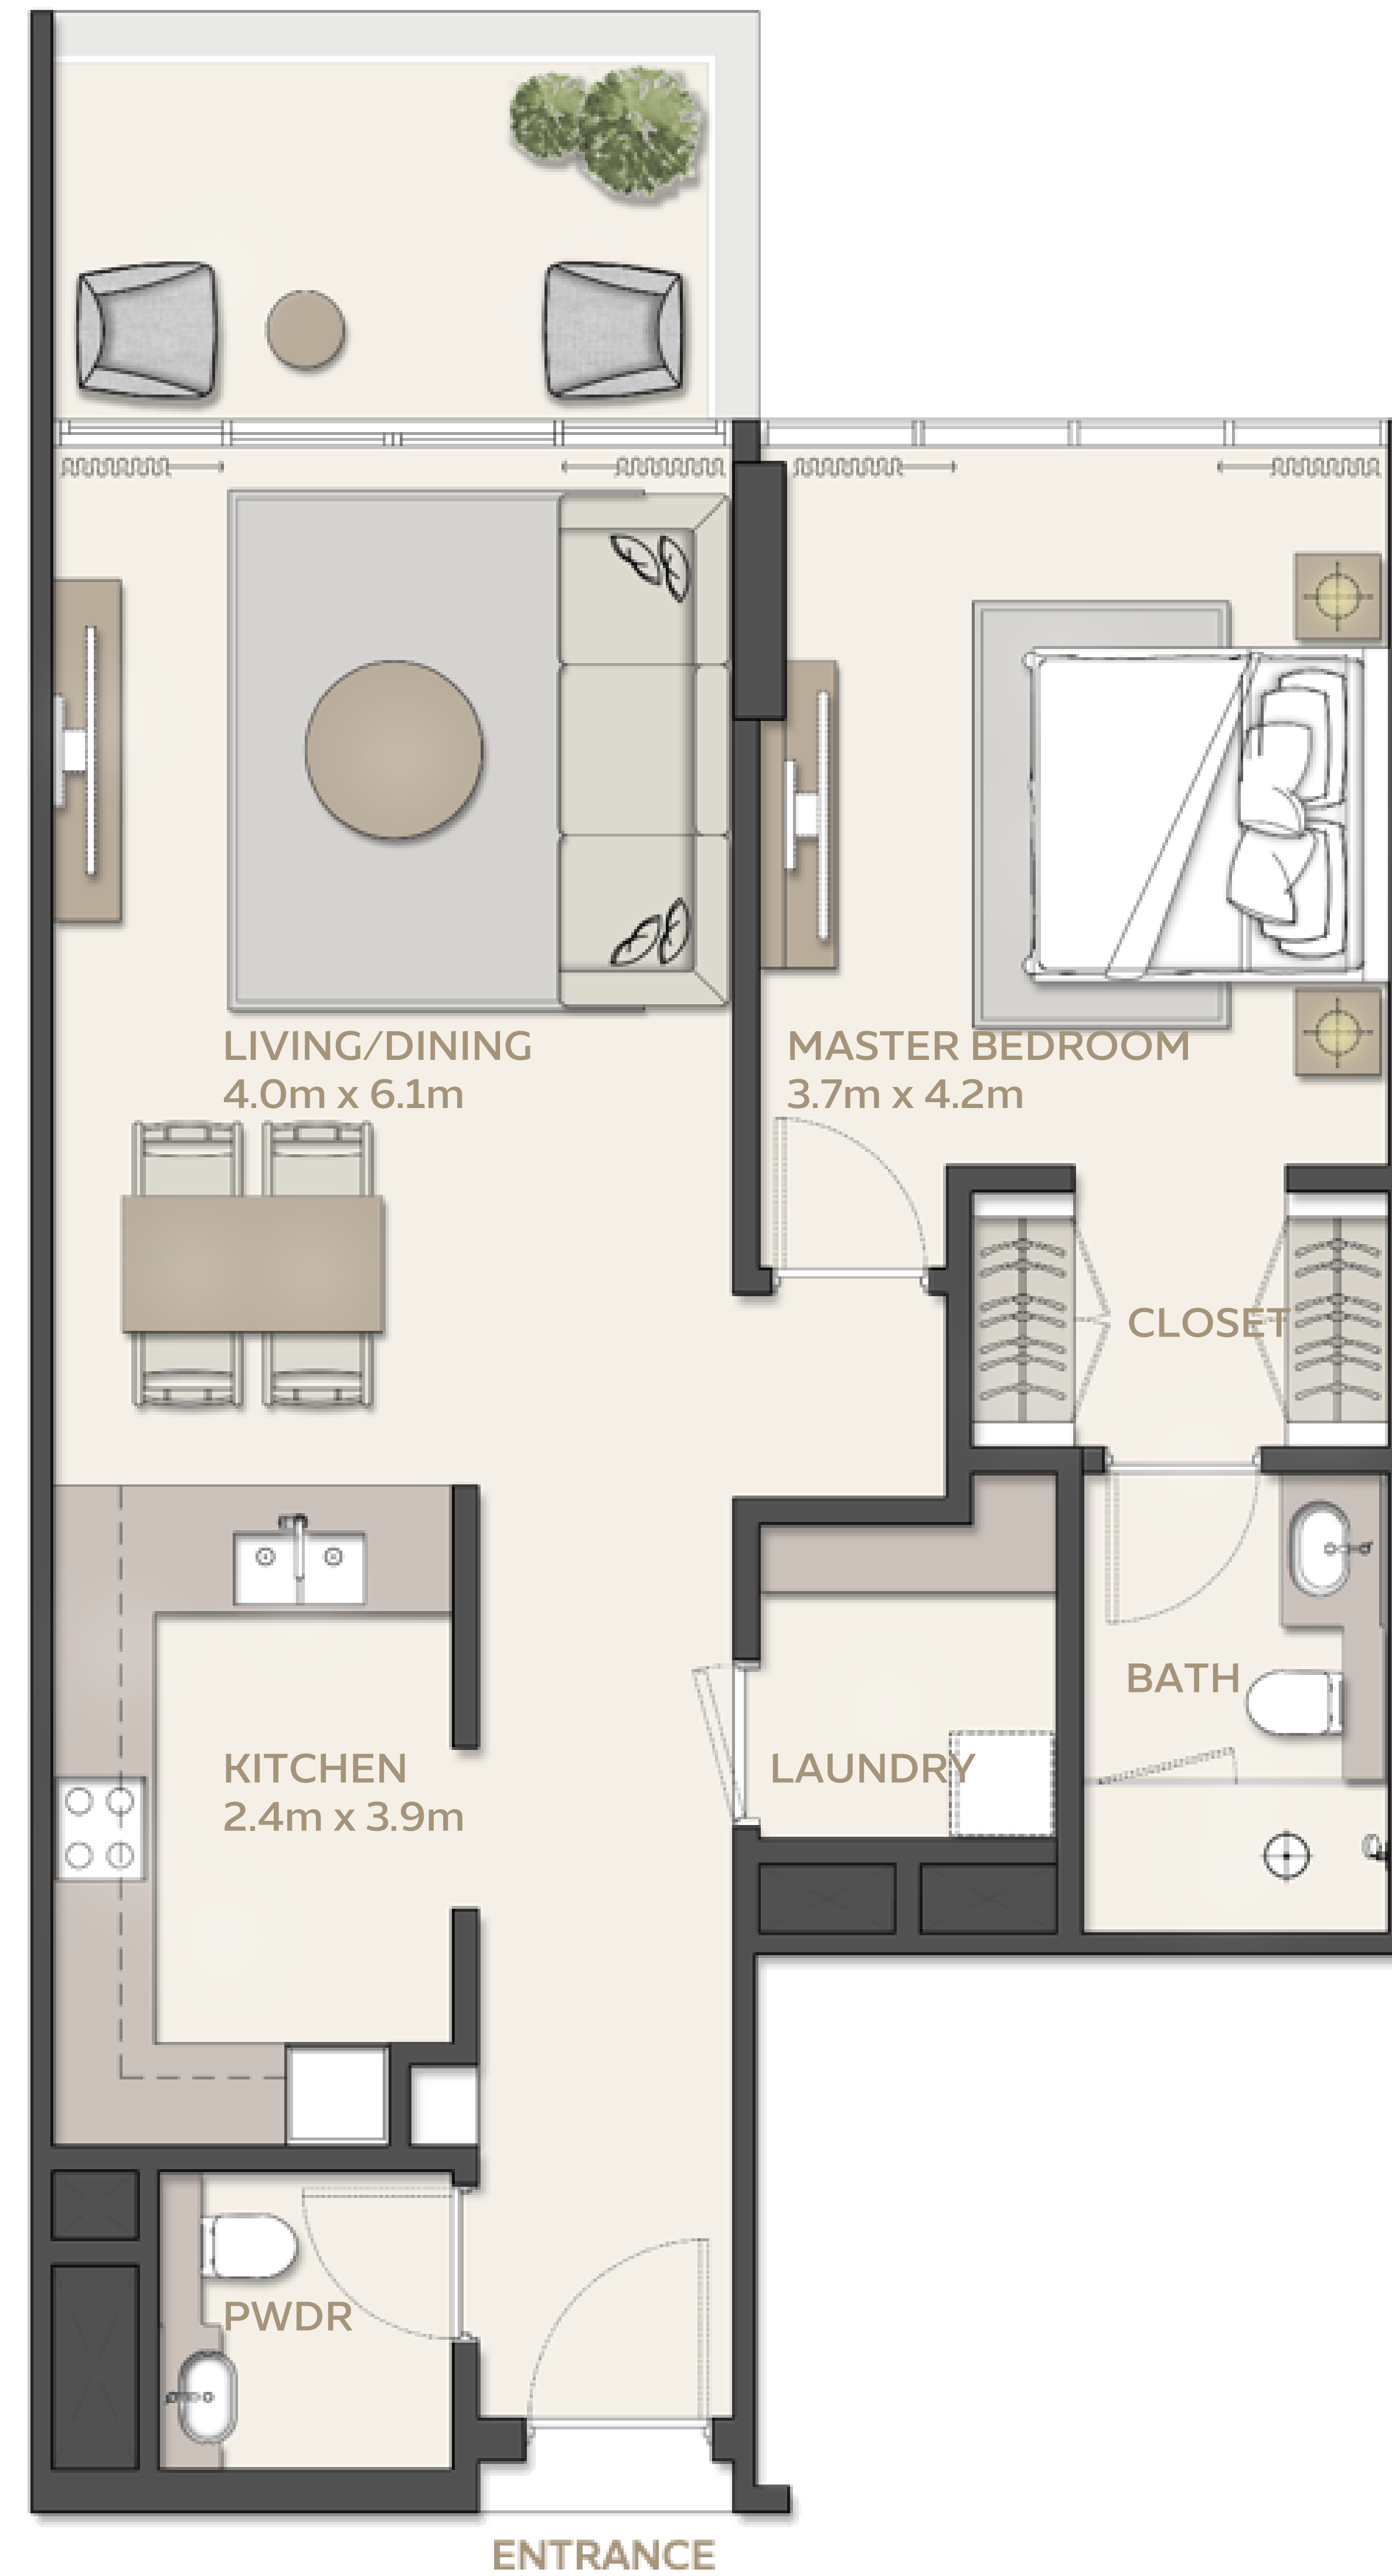 LIVING/DINING
4.0m x 6.1m
MASTER BEDROOM
3.7m x 4.2m
CLOSET
BATH
KITCHEN
2.4m x 3.9m
LAUNDRY
PWDR
ENTRANCE